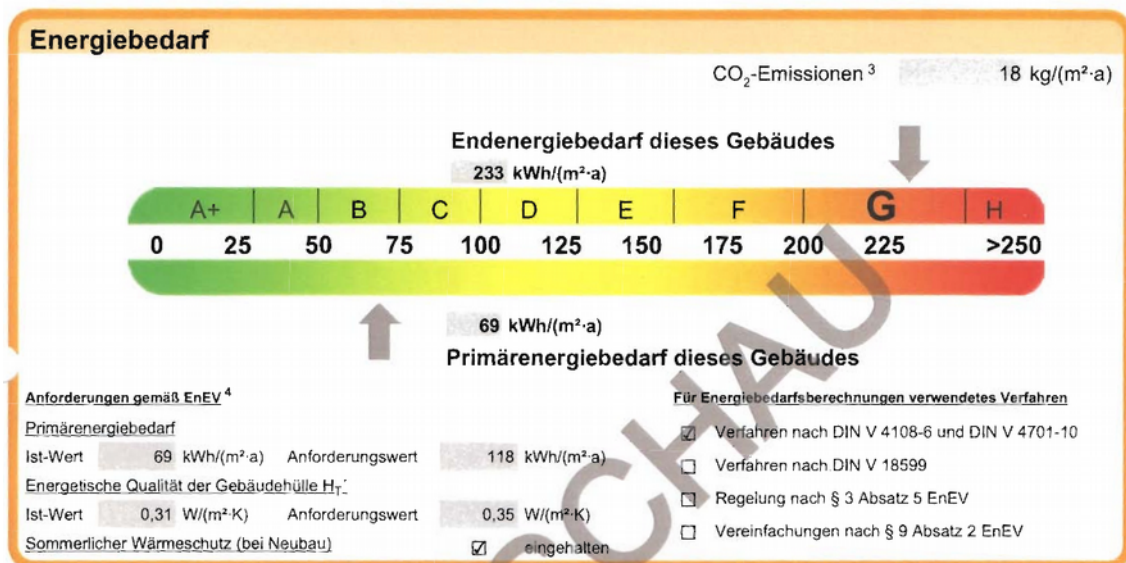 Energiebedarf
CO₂-Emissionen ³ 18 kg/(m²·a)
Endenergiebedarf dieses Gebäudes
233 kWh/(m²·a)
A+ A B C D E F G H
0 25 50 75 100 125 150 175 200 225 >250
69 kWh/(m²·a)
Primärenergiebedarf dieses Gebäudes
Anforderungen gemäß EnEV ⁴
Primärenergiebedarf
Ist-Wert 69 kWh/(m²·a) Anforderungswert 118 kWh/(m²·a)
Energetische Qualität der Gebäudehülle H_T'
Ist-Wert 0,31 W/(m²·K) Anforderungswert 0,35 W/(m²·K)
Sommerlicher Wärmeschutz (bei Neubau) ☑ eingehalten
Für Energiebedarfsberechnungen verwendetes Verfahren
☑ Verfahren nach DIN V 4108-6 und DIN V 4701-10
☐ Verfahren nach DIN V 18599
☐ Regelung nach § 3 Absatz 5 EnEV
☐ Vereinfachungen nach § 9 Absatz 2 EnEV
CHAU